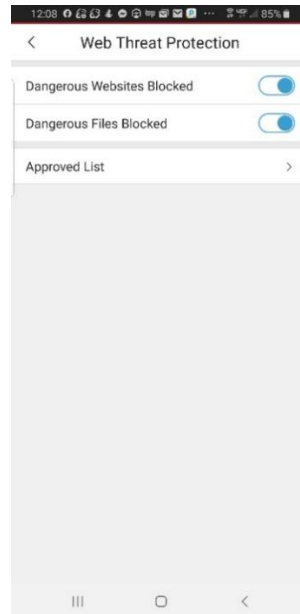 12:08
85%
Web Threat Protection
Dangerous Websites Blocked
Dangerous Files Blocked
Approved List